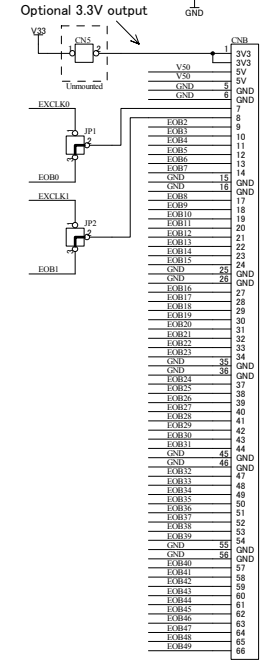 Optional 3.3V output
GND
V33
CN5
1 2
Unmounted
CNB
1
3V3
3V3
V50 5V
V50 5V
GND 5 GND
GND 6 GND
EXCLK0
7
8
1
JP1
2
3
EOB0
EXCLK1
1
JP2
2
3
EOB1
EOB2 9
EOB3 10
EOB4 11
EOB5 12
EOB6 13
EOB7 14
GND 15 GND
GND 16 GND
EOB8 17
EOB9 18
EOB10 19
EOB11 20
EOB12 21
EOB13 22
EOB14 23
EOB15 24
GND 25 GND
GND 26 GND
EOB16 27
EOB17 28
EOB18 29
EOB19 30
EOB20 31
EOB21 32
EOB22 33
EOB23 34
GND 35 GND
GND 36 GND
EOB24 37
EOB25 38
EOB26 39
EOB27 40
EOB28 41
EOB29 42
EOB30 43
EOB31 44
GND 45 GND
GND 46 GND
EOB32 47
EOB33 48
EOB34 49
EOB35 50
EOB36 51
EOB37 52
EOB38 53
EOB39 54
GND 55 GND
GND 56 GND
EOB40 57
EOB41 58
EOB42 59
EOB43 60
EOB44 61
EOB45 62
EOB46 63
EOB47 64
EOB48 65
EOB49 66